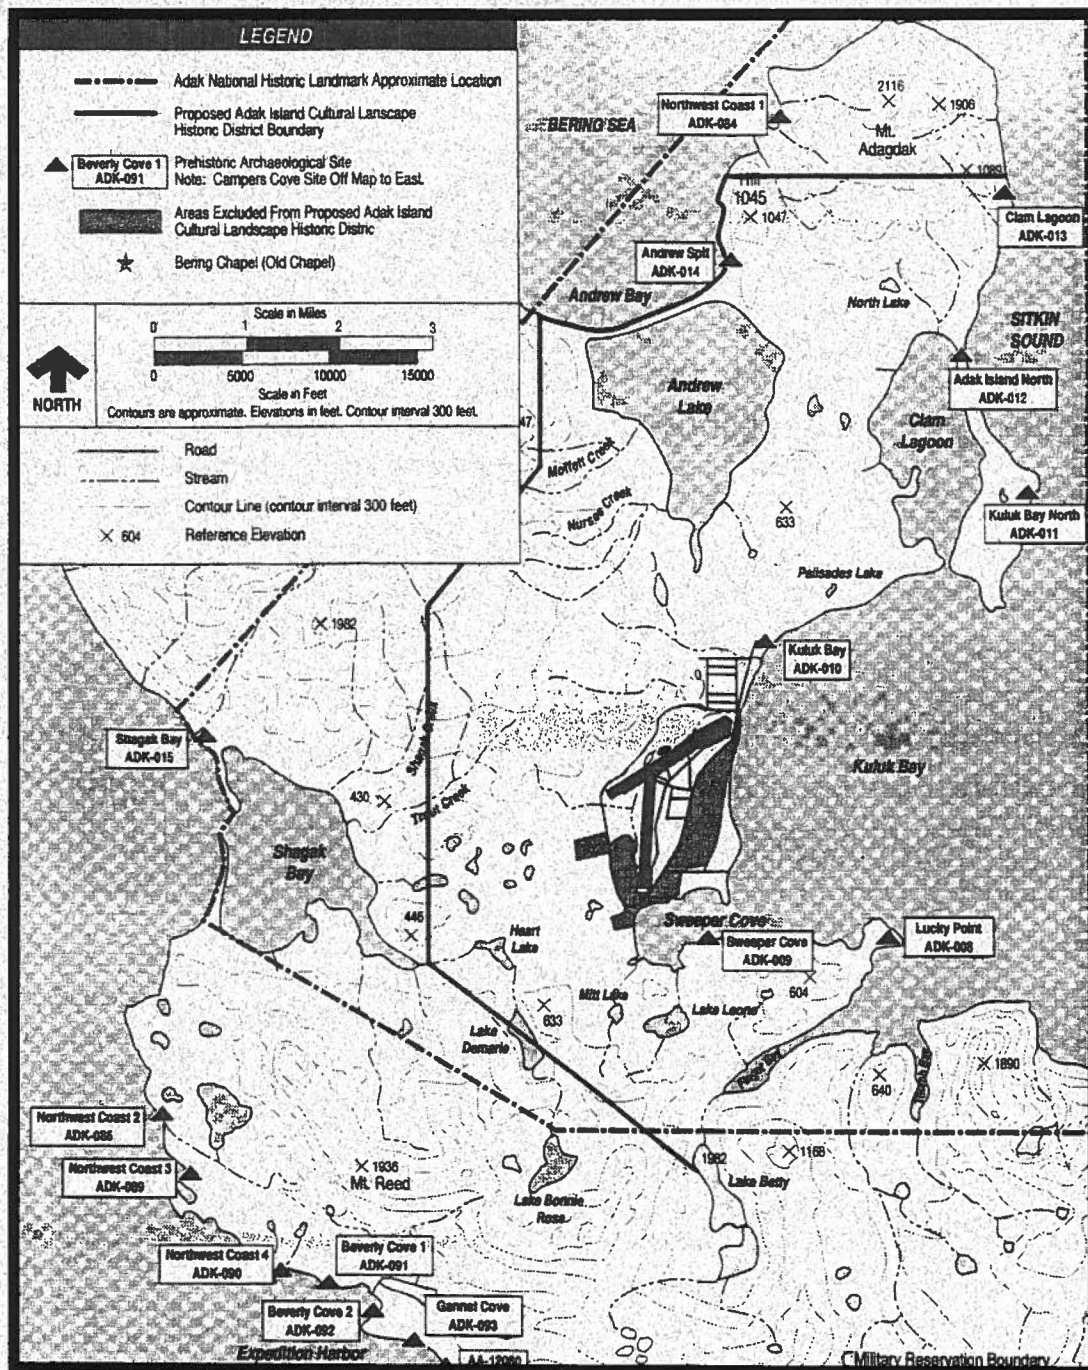 LEGEND
Adak National Historic Landmark Approximate Location
Proposed Adak Island Cultural Lanscape
Historic District Boundary
Beverly Cove 1
ADK-091
Prehistoric Archaeological Site
Note: Campers Cove Site Off Map to East.
Areas Excluded From Proposed Adak Island
Cultural Landscape Historic Distric
Bering Chapel (Old Chapel)
NORTH
Scale in Miles
0 1 2 3
0 5000 10000 15000
Scale in Feet
Contours are approximate. Elevations in feet. Contour interval 300 feet.
Road
Stream
Contour Line (contour interval 300 feet)
604
Reference Elevation
BERING SEA
Northwest Coast 1
ADK-084
2116
1906
Mt.
Adagdak
1089
Hill
1045
1047
Clam Lagoon
ADK-013
Andrew Spit
ADK-014
Andrew Bay
North Lake
SITKIN
SOUND
Adak Island North
ADK-012
Andrew
Lake
Clam
Lagoon
47
Moffett Creek
Nurses Creek
633
Kuluk Bay North
ADK-011
Palisades Lake
1982
Kuluk Bay
ADK-010
Shagak Bay
ADK-015
Kuluk Bay
430
Trout Creek
Shagak
Bay
446
Heart
Lake
Sweeper Cove
Sweeper Cove
ADK-009
Lucky Point
ADK-008
604
Mitt Lake
Lake Leone
633
Lake
Demarie
640
1890
Northwest Coast 2
Northwest Coast 3
ADK-089
1936
Mt. Reed
Lake Bonnie
Rose
1982
1168
Lake Betty
Northwest Coast 4
ADK-090
Beverly Cove 1
ADK-091
Beverly Cove 2
ADK-092
Gannet Cove
ADK-093
Expedition Harbor
AA-12060
Military Reservation Boundary